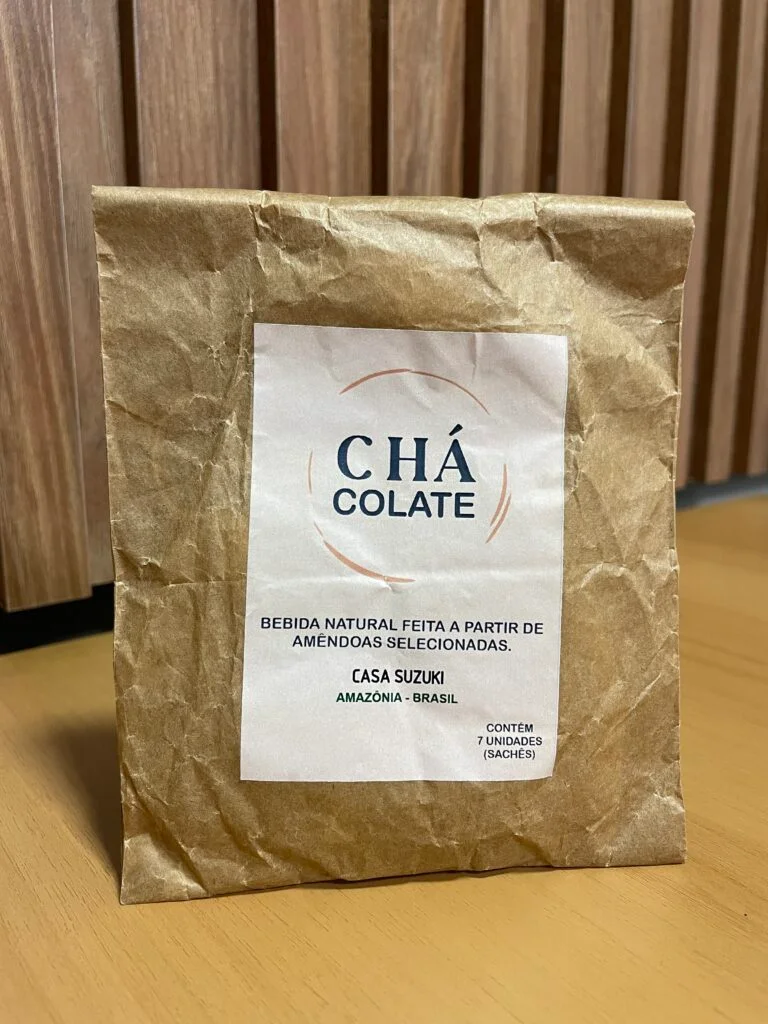 CHÁ
COLATE
BEBIDA NATURAL FEITA A PARTIR DE
AMÊNDOAS SELECIONADAS.
CASA SUZUKI
AMAZÔNIA - BRASIL
CONTÉM
7 UNIDADES
(SACHÊS)